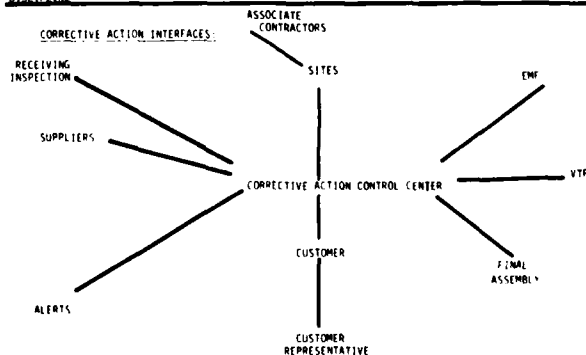 ASSOCIATE
CONTRACTORS
CORRECTIVE ACTION INTERFACES:
SITES
RECEIVING
INSPECTION
EMF
SUPPLIERS
VTF
CORRECTIVE ACTION CONTROL CENTER
CUSTOMER
FINAL
ASSEMBLY
ALERTS
CUSTOMER
REPRESENTATIVE